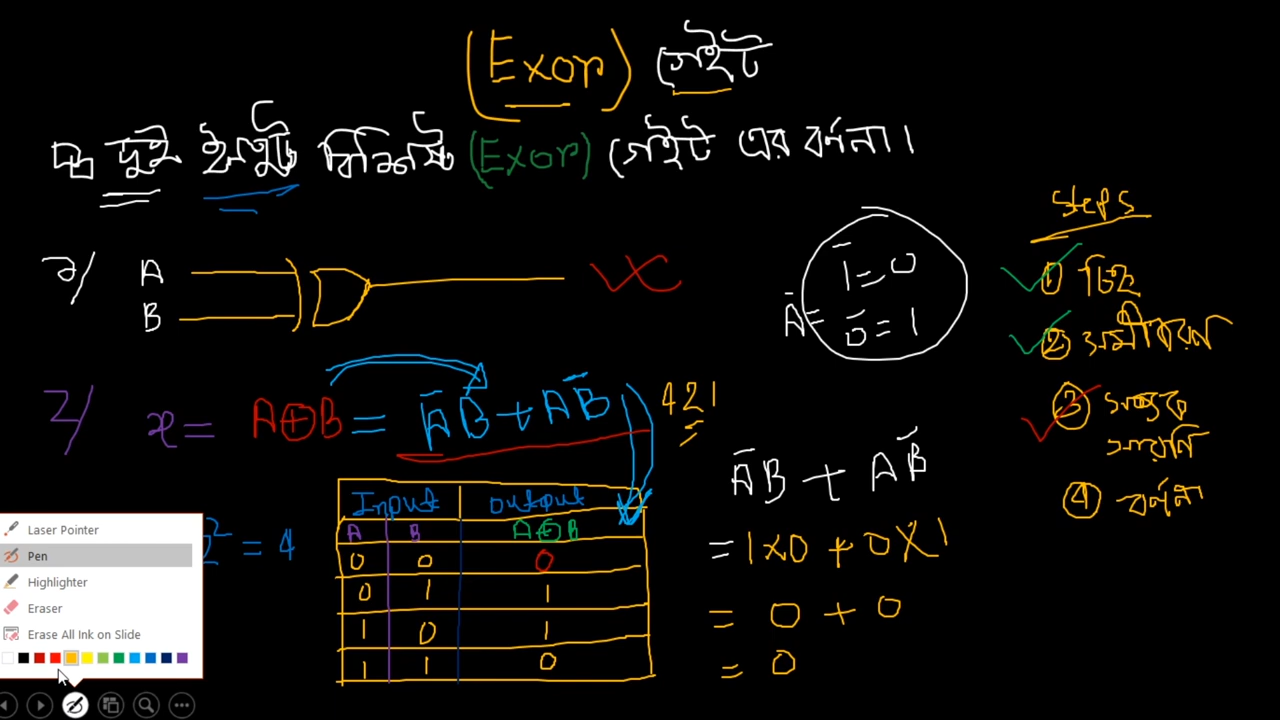 (Exor) গেইট
দুই ইনপুট বিশিষ্ট (Exor) গেইট এর বর্ণনা।
১/ A
B
1̅ = 0
A̅ = 0̅ = 1
২/ x = A⊕B = A̅B + AB̅
421
Input Output
A B A⊕B
0 0 0
0 1 1
1 0 1
1 1 0
2² = 4
A̅B + AB̅
= 1×0 + 0×1
= 0 + 0
= 0
Steps
① চিত্র
② সমীকরণ
③ সত্যক
সারণি
④ বর্ণনা
Laser Pointer
Pen
Highlighter
Eraser
Erase All Ink on Slide